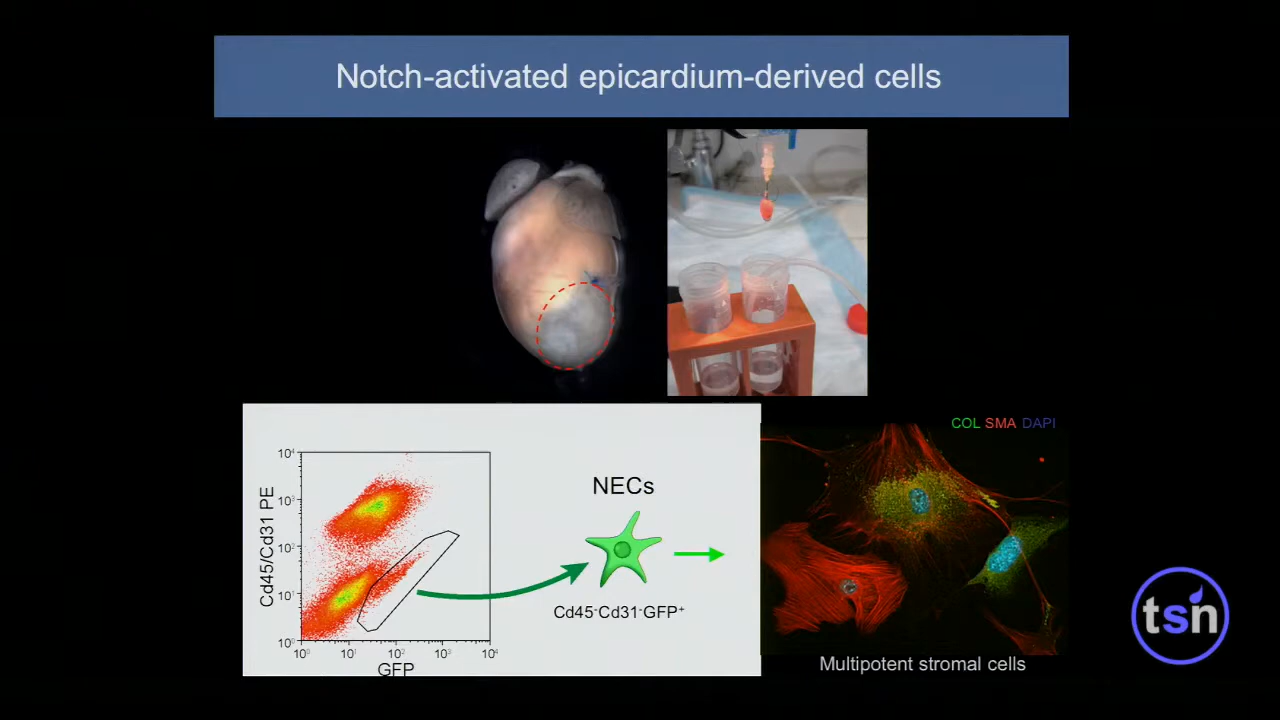 Notch-activated epicardium-derived cells
COL SMA DAPI
Cd45/Cd31 PE
10⁴
10³
10²
10¹
10⁰
10⁰ 10¹ 10² 10³ 10⁴
GFP
NECs
Cd45⁻Cd31⁻GFP⁺
Multipotent stromal cells
tsn